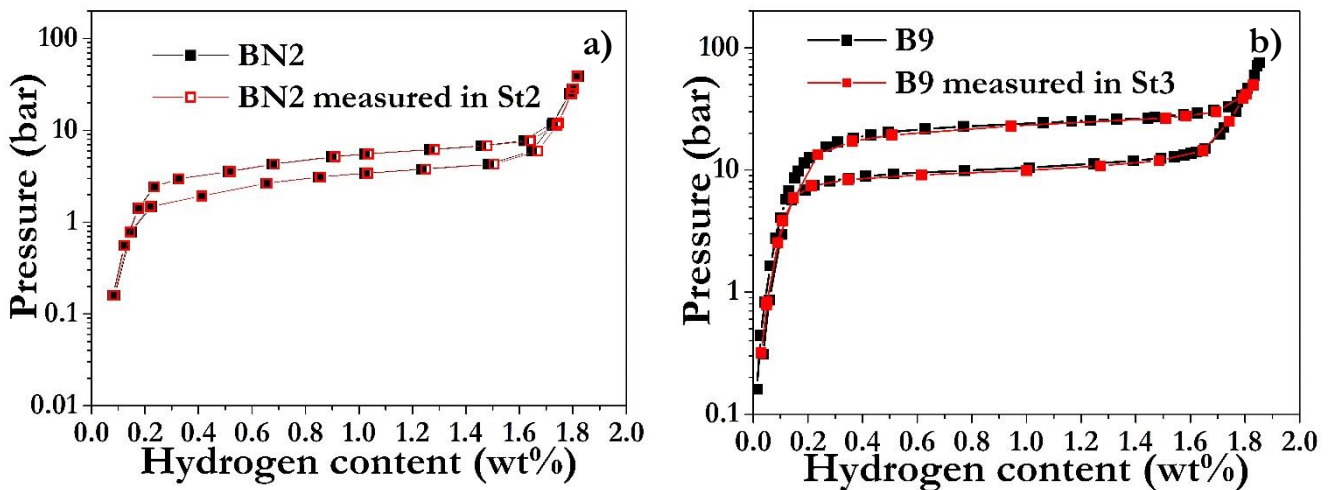 a)
BN2
BN2 measured in St2
Pressure (bar)
100
10
1
0.1
0.01
0.0 0.2 0.4 0.6 0.8 1.0 1.2 1.4 1.6 1.8 2.0
Hydrogen content (wt%)
b)
B9
B9 measured in St3
Pressure (bar)
100
10
1
0.1
0.0 0.2 0.4 0.6 0.8 1.0 1.2 1.4 1.6 1.8 2.0
Hydrogen content (wt%)